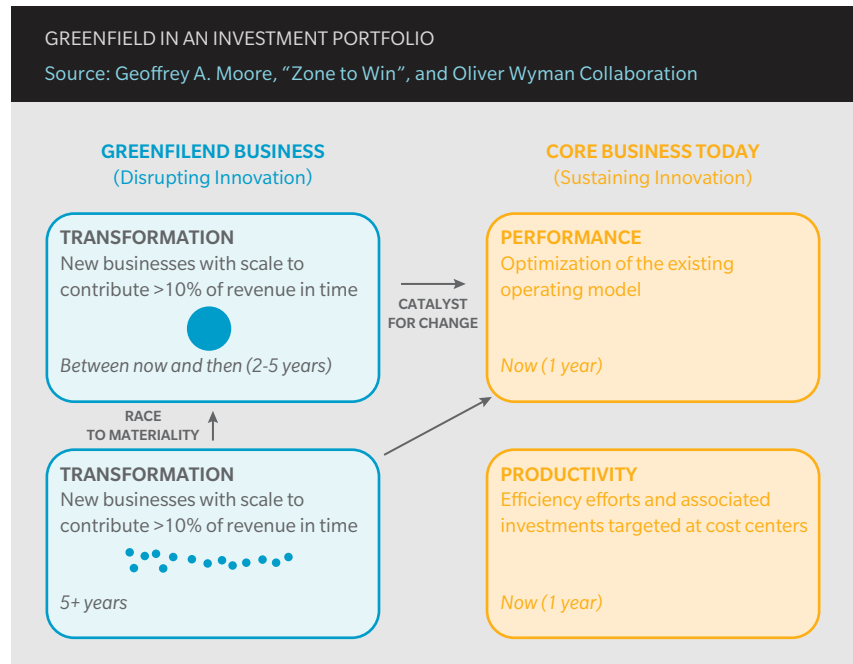 GREENFIELD IN AN INVESTMENT PORTFOLIO
Source: Geoffrey A. Moore, “Zone to Win”, and Oliver Wyman Collaboration
GREENFILEND BUSINESS
(Disrupting Innovation)
CORE BUSINESS TODAY
(Sustaining Innovation)
TRANSFORMATION
New businesses with scale to
contribute >10% of revenue in time
Between now and then (2-5 years)
CATALYST
FOR CHANGE
PERFORMANCE
Optimization of the existing
operating model
Now (1 year)
RACE
TO MATERIALITY
TRANSFORMATION
New businesses with scale to
contribute >10% of revenue in time
5+ years
PRODUCTIVITY
Efficiency efforts and associated
investments targeted at cost centers
Now (1 year)